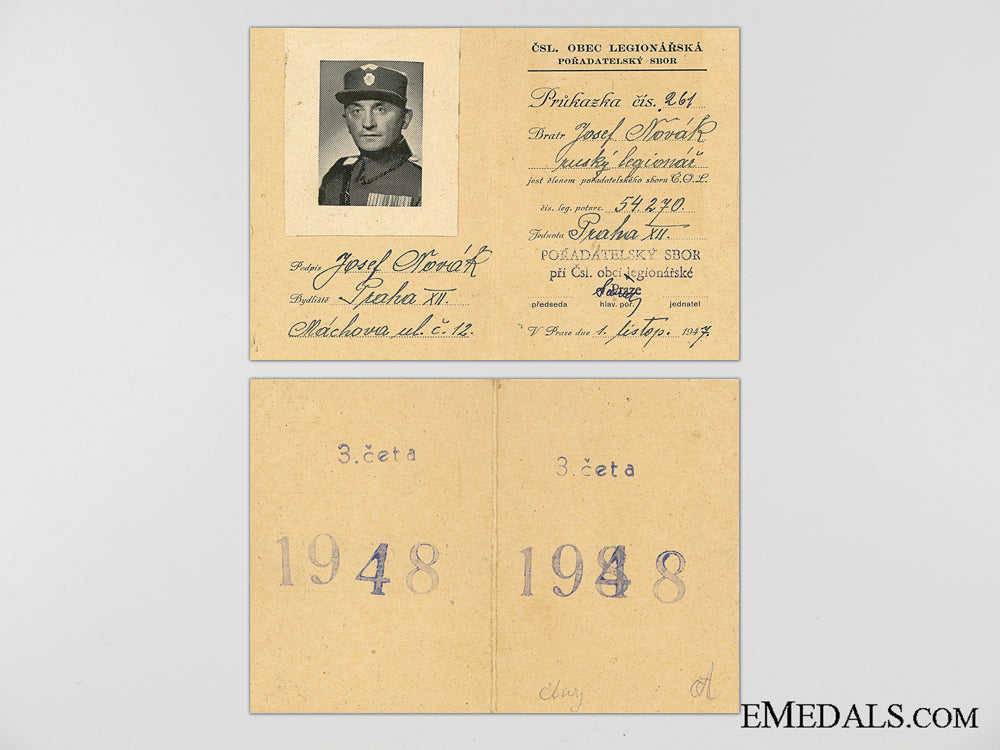 Podpis Josef Novák
Bydliště Praha XII.
Máchova ul. č. 12.
ČSL. OBEC LEGIONÁŘSKÁ
POŘADATELSKÝ SBOR
Průkazka čís. 261
Bratr Josef Novák
ruský legionář
jest členem pořadatelského sboru Č.O.L.
čís. leg. potvrz. 54270.
Jednota Praha XII.
POŘADATELSKÝ SBOR
při Čsl. obci legionářské
v Praze
předseda hlav. poř. jednatel
V Praze dne 1. listop. 1947.
3. četa
1948
3. četa
1948
EMEDALS.COM